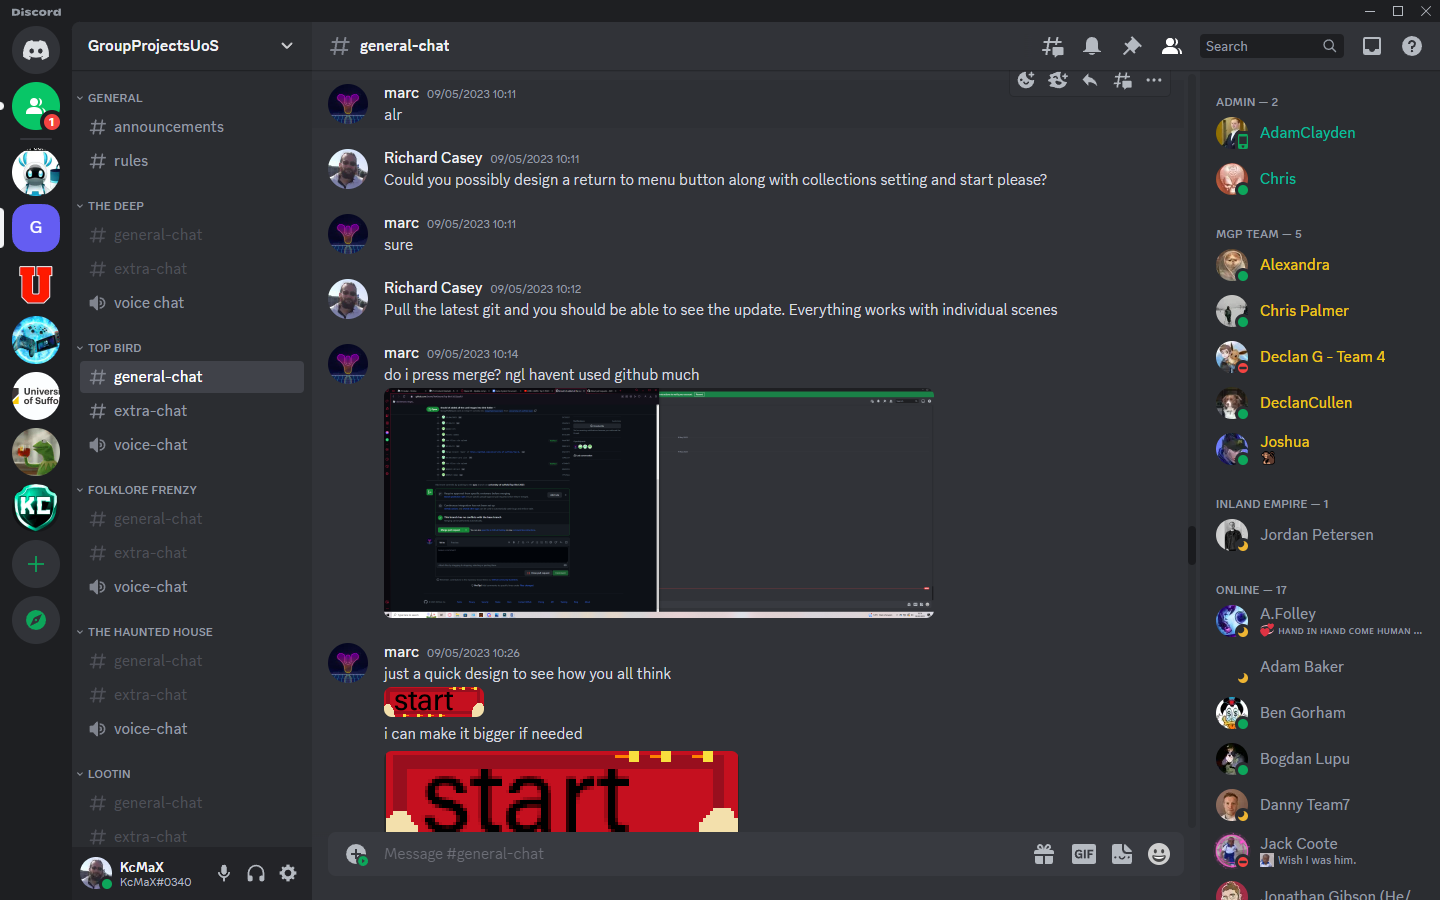 Discord
GroupProjectsUoS
general-chat
Search
GENERAL
announcements
rules
THE DEEP
general-chat
extra-chat
voice chat
TOP BIRD
general-chat
extra-chat
voice-chat
FOLKLORE FRENZY
general-chat
extra-chat
voice-chat
THE HAUNTED HOUSE
general-chat
extra-chat
voice-chat
LOOTIN
general-chat
extra-chat
1
G
U
Univers
of Suffo
KC
KcMaX
KcMaX#0340
marc 09/05/2023 10:11
alr
Richard Casey 09/05/2023 10:11
Could you possibly design a return to menu button along with collections setting and start please?
marc 09/05/2023 10:11
sure
Richard Casey 09/05/2023 10:12
Pull the latest git and you should be able to see the update. Everything works with individual scenes
marc 09/05/2023 10:14
do i press merge? ngl havent used github much
marc 09/05/2023 10:26
just a quick design to see how you all think
start
i can make it bigger if needed
start
Message #general-chat
GIF
ADMIN — 2
AdamClayden
Chris
MGP TEAM — 5
Alexandra
Chris Palmer
Declan G - Team 4
DeclanCullen
Joshua
INLAND EMPIRE — 1
Jordan Petersen
ONLINE — 17
A.Folley
HAND IN HAND COME HUMAN ...
Adam Baker
Ben Gorham
Bogdan Lupu
Danny Team7
Jack Coote
Wish I was him.
Jonathan Gibson (He/